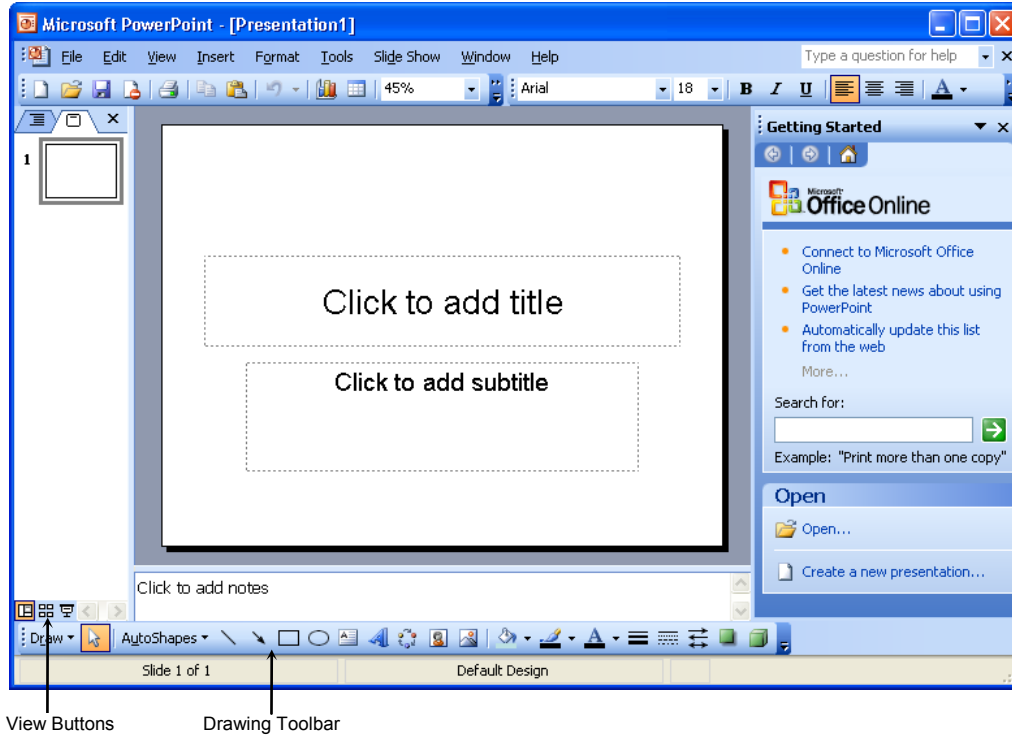 Microsoft PowerPoint - [Presentation1]
File Edit View Insert Format Tools Slide Show Window Help
Type a question for help
45%
Arial
18
B I U A
Getting Started
1
Microsoft
Office Online
Connect to Microsoft Office
Online
Get the latest news about using
PowerPoint
Automatically update this list
from the web
More...
Search for:
Example: "Print more than one copy"
Open
Open...
Create a new presentation...
Click to add title
Click to add subtitle
Click to add notes
Draw AutoShapes A
Slide 1 of 1 Default Design
View Buttons Drawing Toolbar